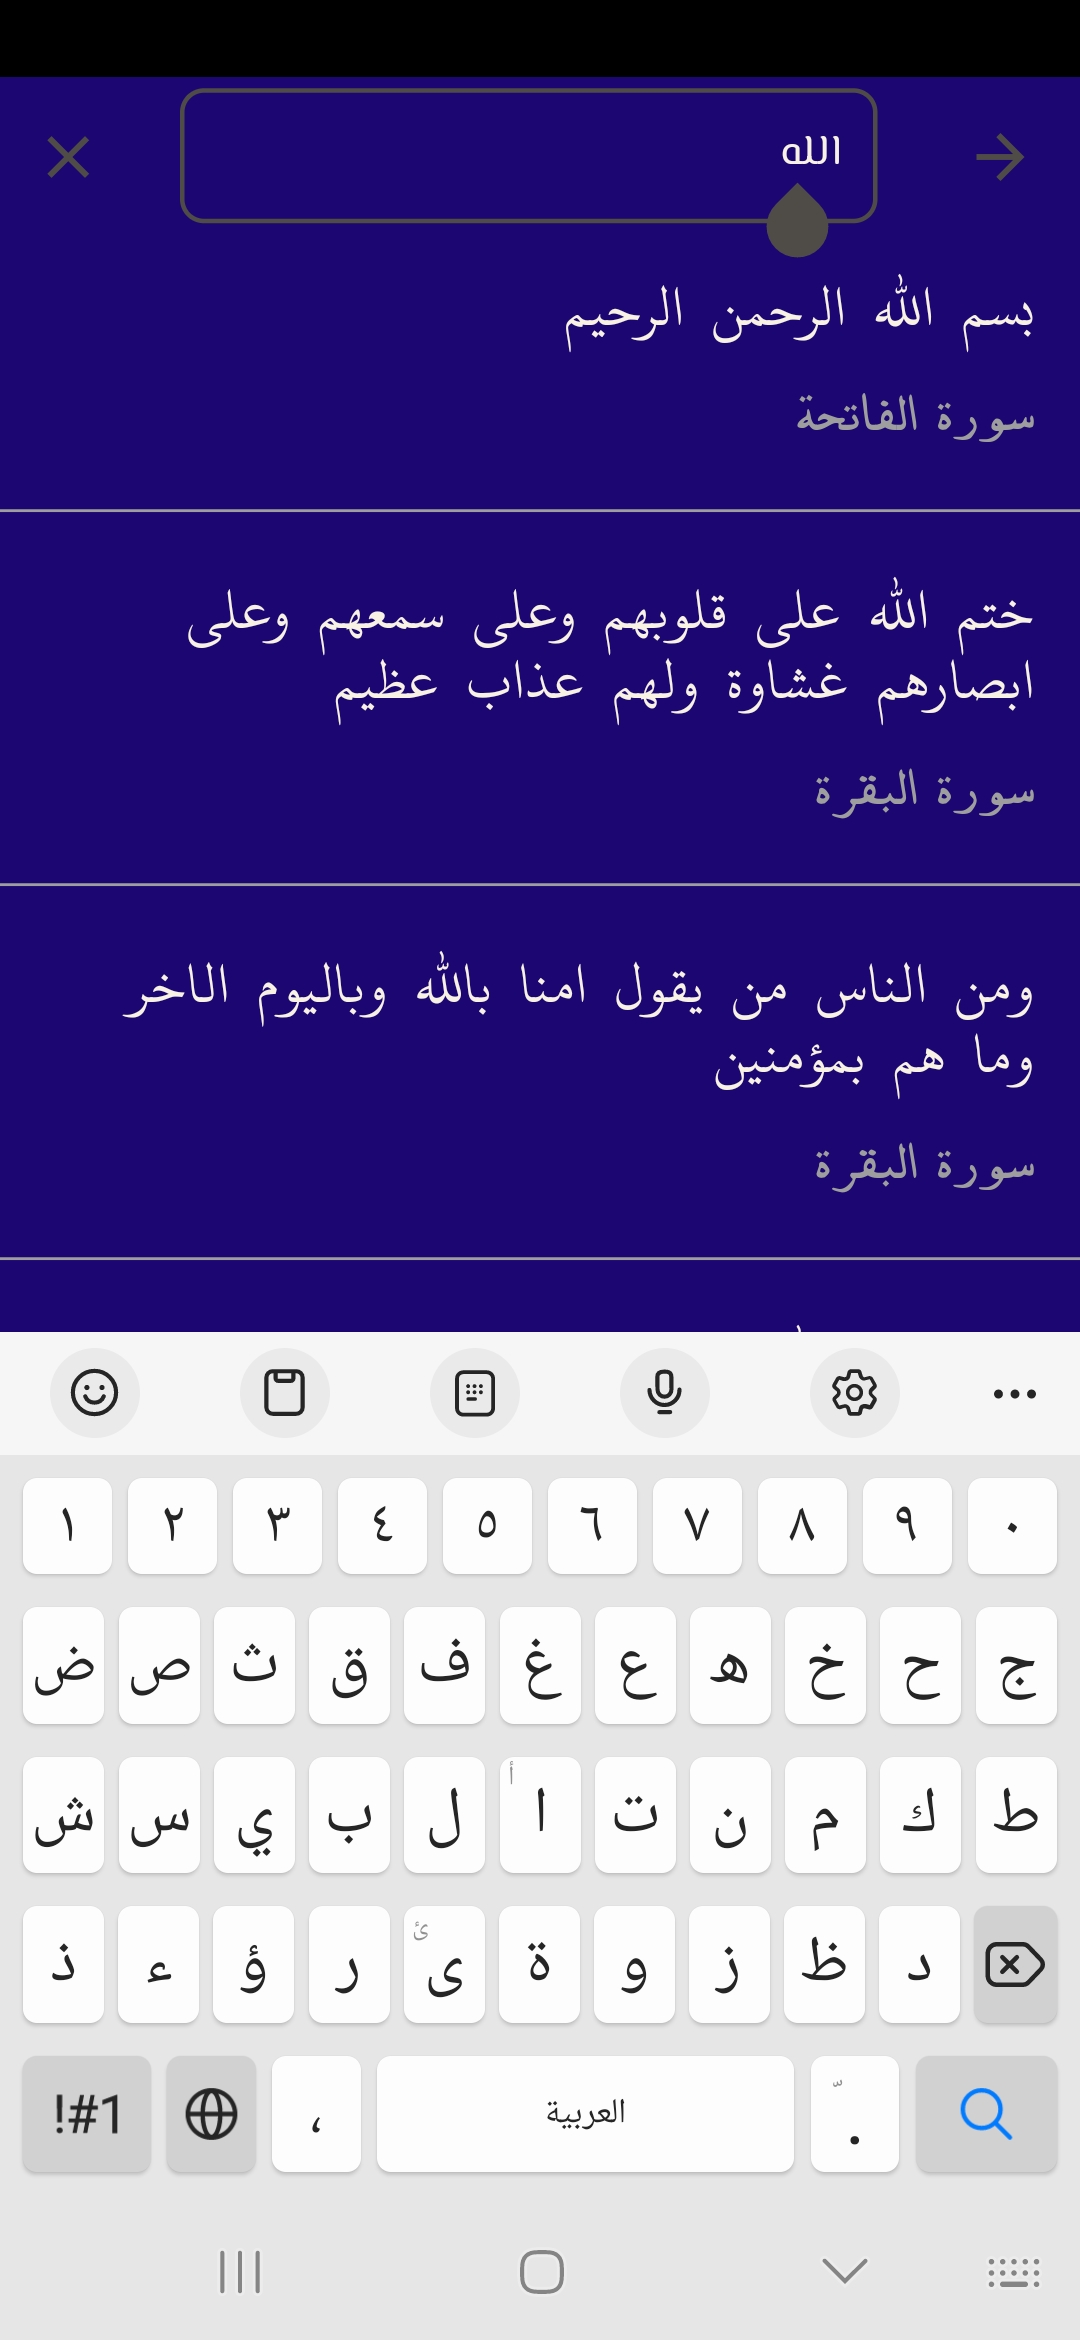 الله
بسم الله الرحمن الرحيم
سورة الفاتحة
ختم الله على قلوبهم وعلى سمعهم وعلى
ابصارهم غشاوة ولهم عذاب عظيم
سورة البقرة
ومن الناس من يقول امنا بالله وباليوم الاخر
وما هم بمؤمنين
سورة البقرة
١ ٢ ٣ ٤ ٥ ٦ ٧ ٨ ٩ ٠
ض ص ث ق ف غ ع ه خ ح ج
ش س ي ب ل ا أ ت ن م ك ط
ذ ء ؤ ر ى ئ ة و ز ظ د
!#1 ، العربية .